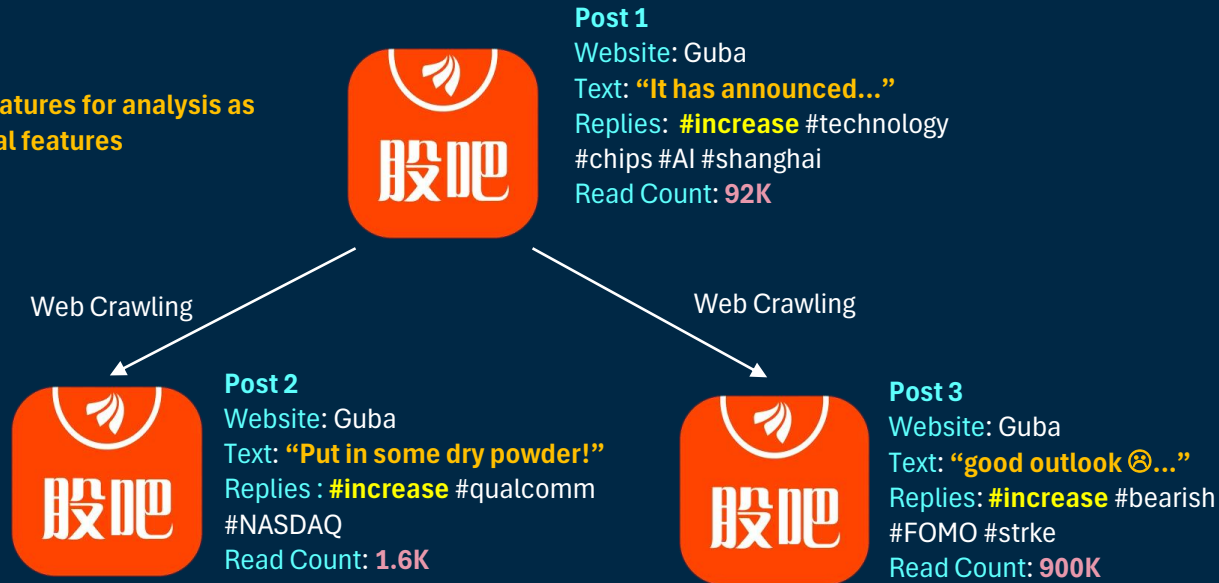 Post 1
Website: Guba
Text: “It has announced…”
Replies: #increase #technology
#chips #AI #shanghai
Read Count: 92K
atures for analysis as
al features
股吧
Web Crawling
Web Crawling
Post 2
Website: Guba
Text: “Put in some dry powder!”
Replies : #increase #qualcomm
#NASDAQ
Read Count: 1.6K
股吧
Post 3
Website: Guba
Text: “good outlook ☹…”
Replies: #increase #bearish
#FOMO #strke
Read Count: 900K
股吧